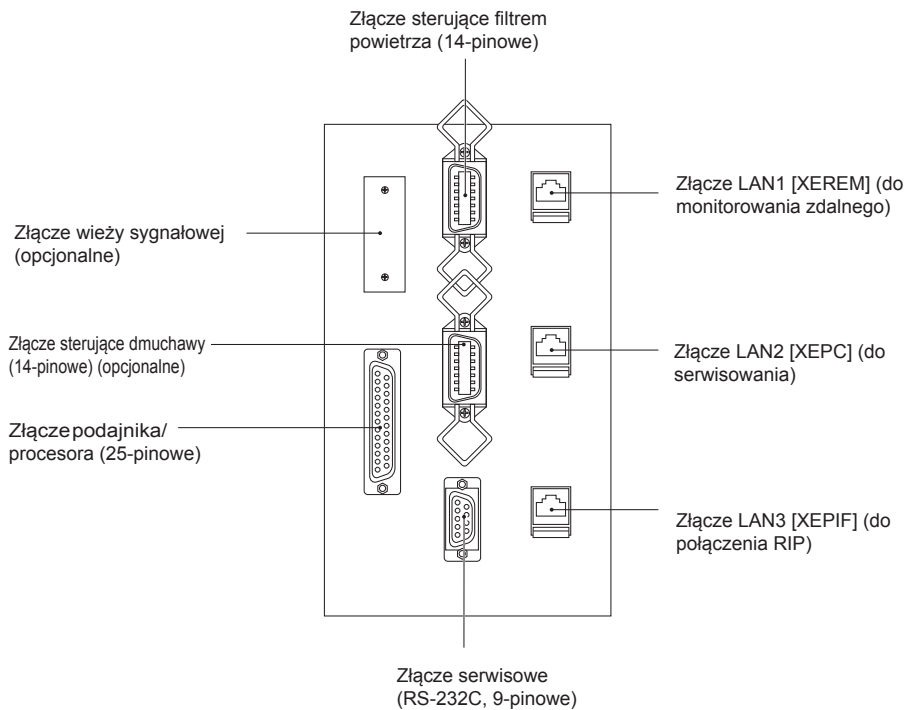 Złącze sterujące filtrem
powietrza (14-pinowe)
Złącze LAN1 [XEREM] (do
monitorowania zdalnego)
Złącze wieży sygnałowej
(opcjonalne)
Złącze sterujące dmuchawy
(14-pinowe) (opcjonalne)
Złącze LAN2 [XEPC] (do
serwisowania)
Złącze podajnika/
procesora (25-pinowe)
Złącze LAN3 [XEPIF] (do
połączenia RIP)
Złącze serwisowe
(RS-232C, 9-pinowe)